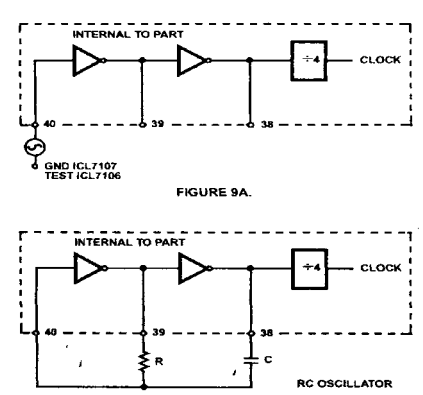 INTERNAL TO PART
÷4
CLOCK
40
39
38
GND ICL7107
TEST ICL7106
FIGURE 9A.
INTERNAL TO PART
÷4
CLOCK
40
39
38
R
C
RC OSCILLATOR